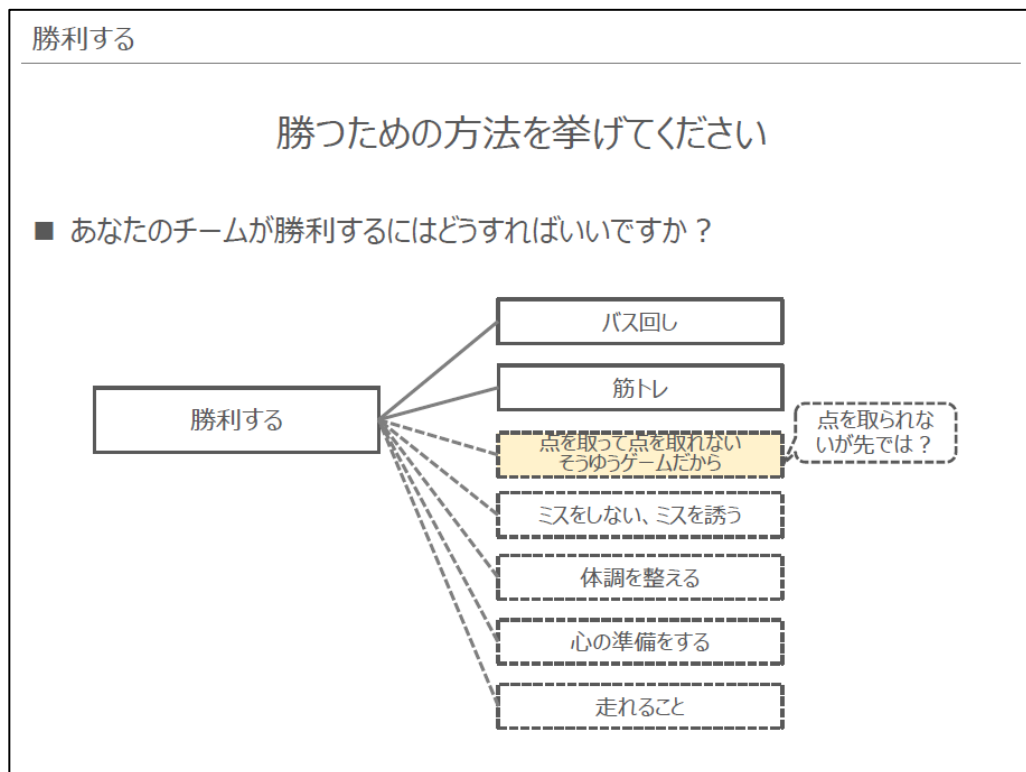 勝利する
勝つための方法を挙げてください
■ あなたのチームが勝利するにはどうすればいいですか？
バス回し
筋トレ
勝利する
点を取って点を取れない
そうゆうゲームだから
点を取られな
いが先では？
ミスをしない、ミスを誘う
体調を整える
心の準備をする
走れること